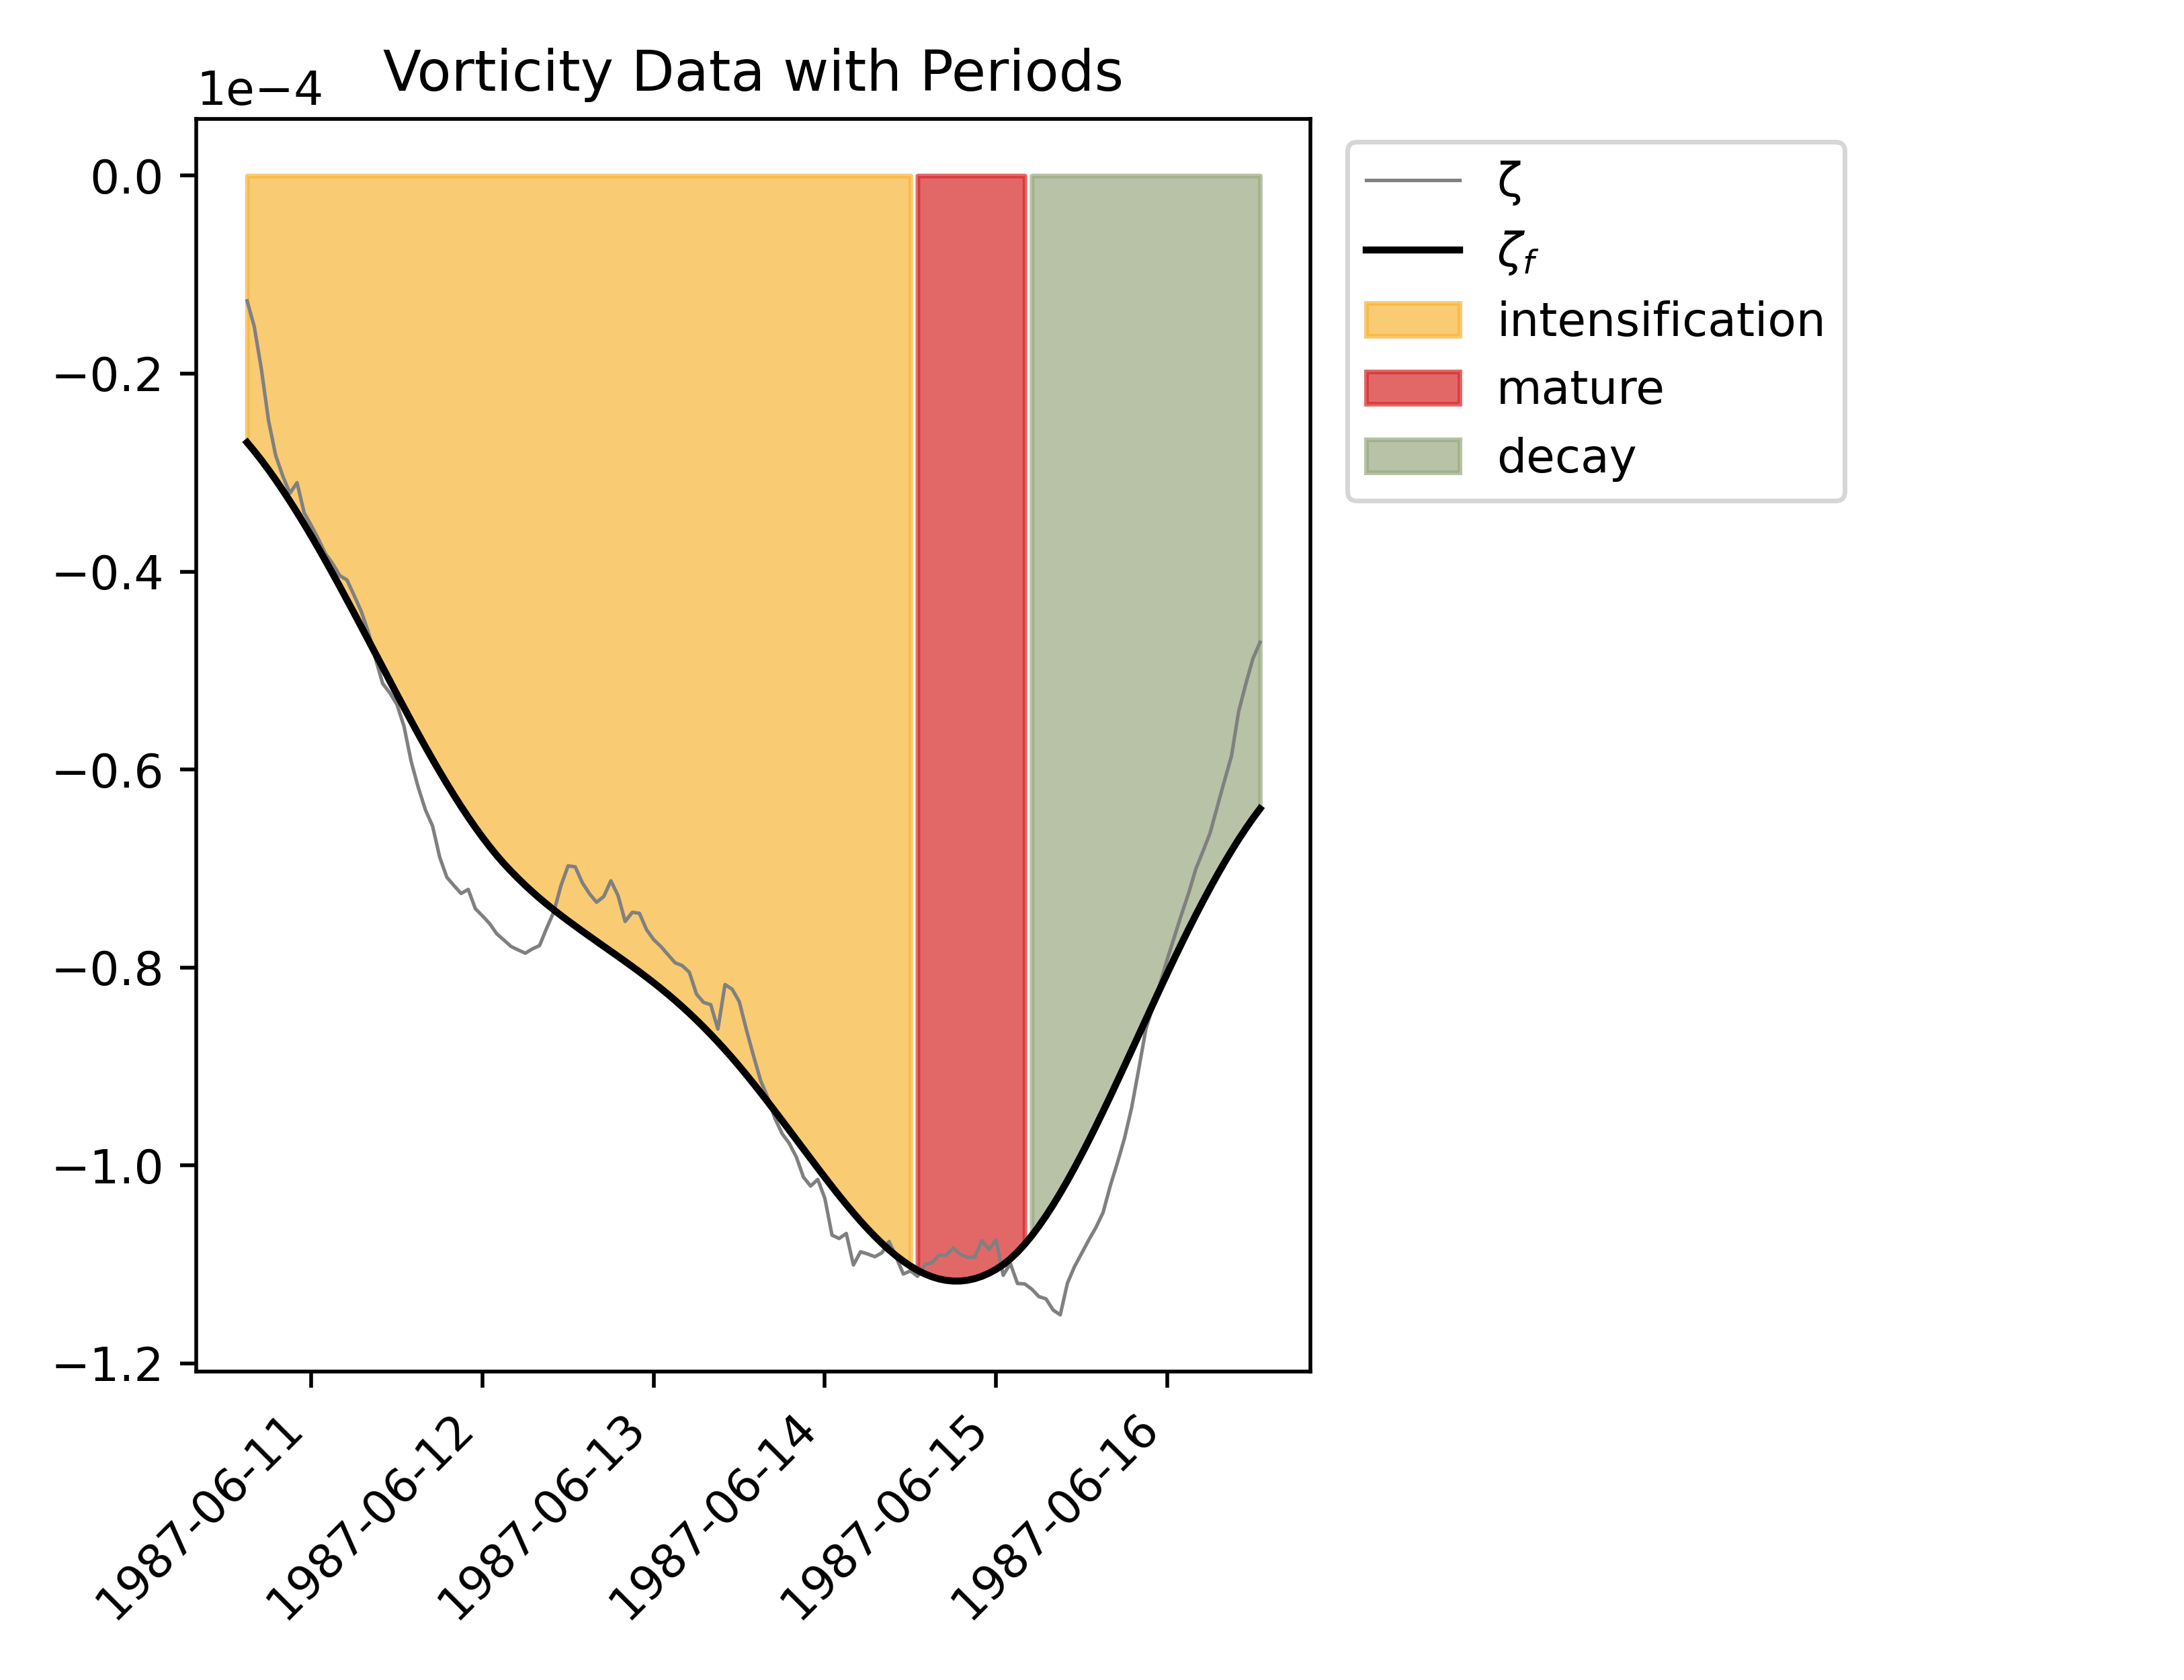 Vorticity Data with Periods
1e−4
0.0
−0.2
−0.4
−0.6
−0.8
−1.0
−1.2
1987-06-11
1987-06-12
1987-06-13
1987-06-14
1987-06-15
1987-06-16
ζ
ζf
intensification
mature
decay